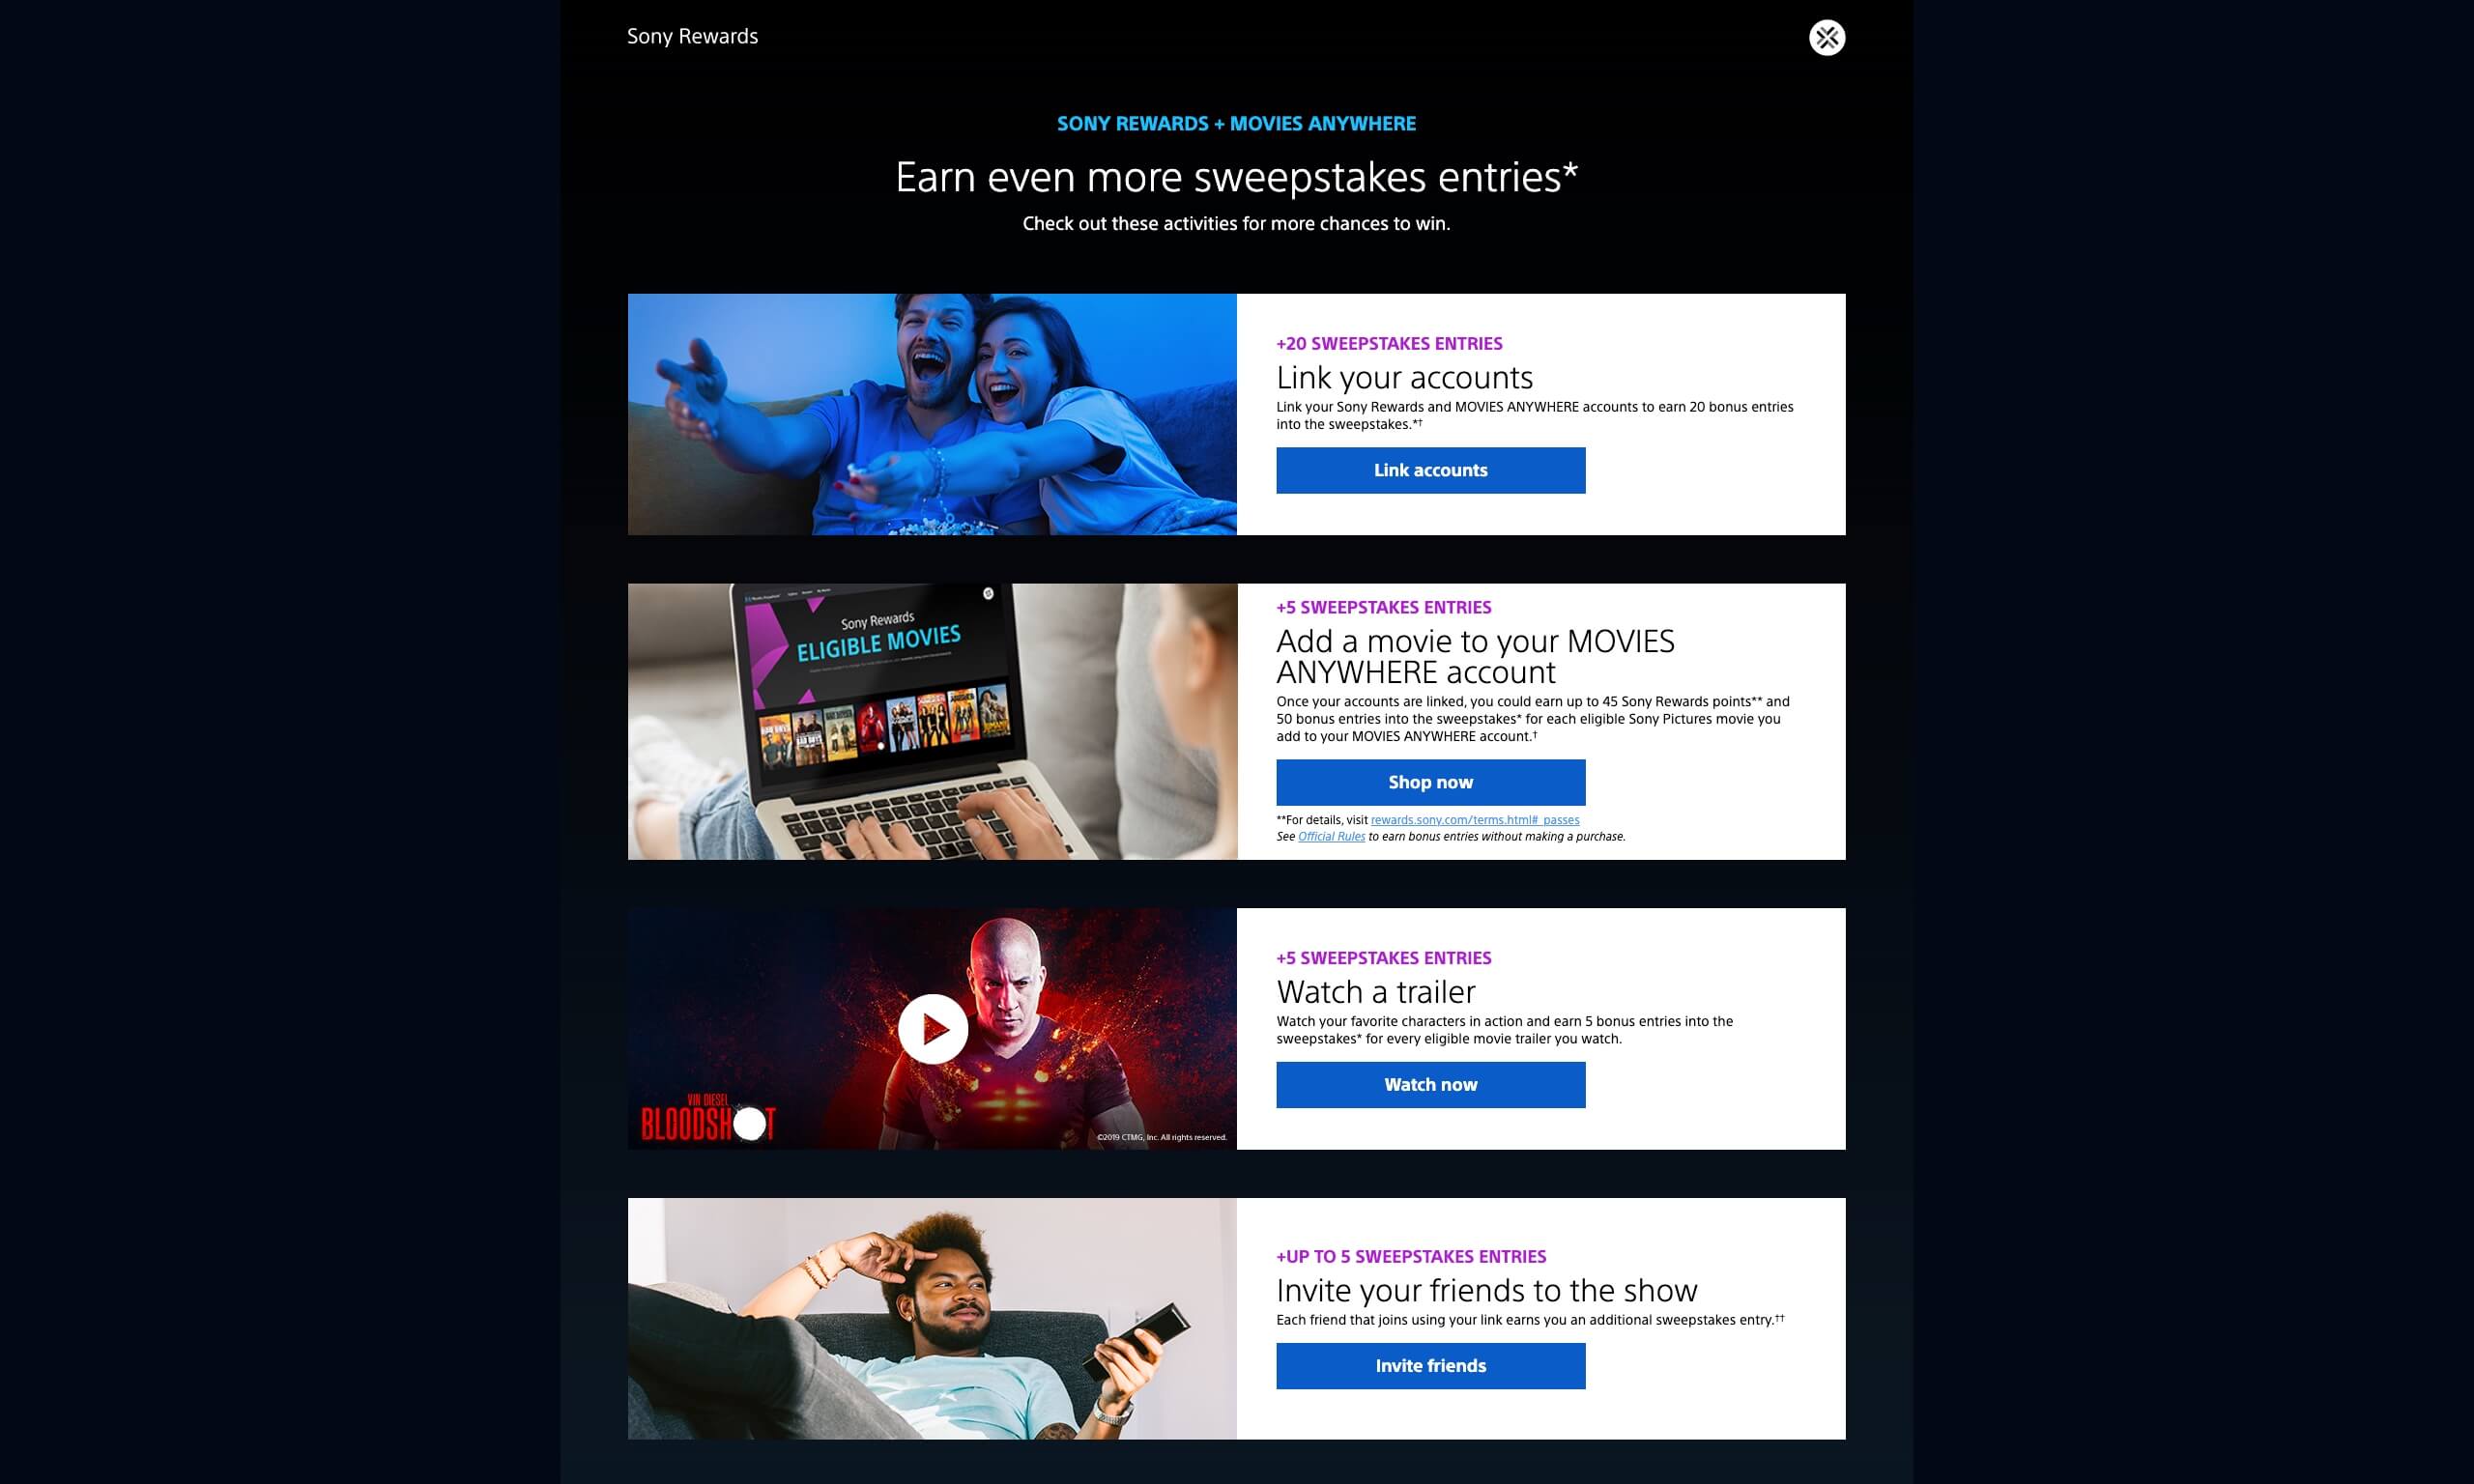 Sony Rewards
SONY REWARDS + MOVIES ANYWHERE
Earn even more sweepstakes entries*
Check out these activities for more chances to win.
+20 SWEEPSTAKES ENTRIES
Link your accounts
Link your Sony Rewards and MOVIES ANYWHERE accounts to earn 20 bonus entries
into the sweepstakes.*†
Link accounts
Sony Rewards
ELIGIBLE MOVIES
+5 SWEEPSTAKES ENTRIES
Add a movie to your MOVIES
ANYWHERE account
Once your accounts are linked, you could earn up to 45 Sony Rewards points** and
50 bonus entries into the sweepstakes* for each eligible Sony Pictures movie you
add to your MOVIES ANYWHERE account.†
Shop now
**For details, visit rewards.sony.com/terms.html#_passes
See Official Rules to earn bonus entries without making a purchase.
VIN DIESEL
BLOODSHOT
©2019 CTMG, Inc. All rights reserved.
+5 SWEEPSTAKES ENTRIES
Watch a trailer
Watch your favorite characters in action and earn 5 bonus entries into the
sweepstakes* for every eligible movie trailer you watch.
Watch now
+UP TO 5 SWEEPSTAKES ENTRIES
Invite your friends to the show
Each friend that joins using your link earns you an additional sweepstakes entry.††
Invite friends